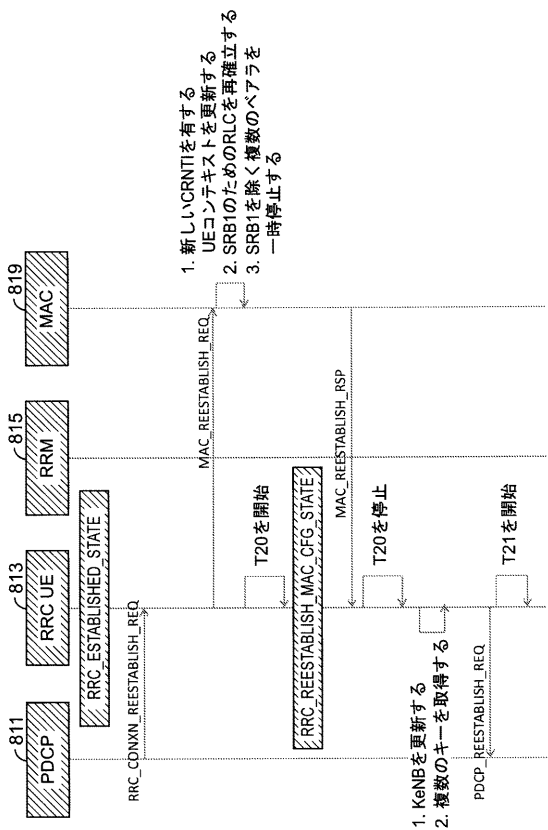 811
PDCP
813
RRC UE
815
RRM
819
MAC
RRC_ESTABLISHED_STATE
RRC_CONXN_REESTABLISH_REQ
MAC_REESTABLISH_REQ
1. 新しいCRNTIを有する
UEコンテキストを更新する
2. SRB1のためのRLCを再確立する
3. SRB1を除く複数のベアラを
一時停止する
T20を開始
RRC_REESTABLISH_MAC_CFG_STATE
MAC_REESTABLISH_RSP
T20を停止
1. KeNBを更新する
2. 複数のキーを取得する
PDCP_REESTABLISH_REQ
T21を開始